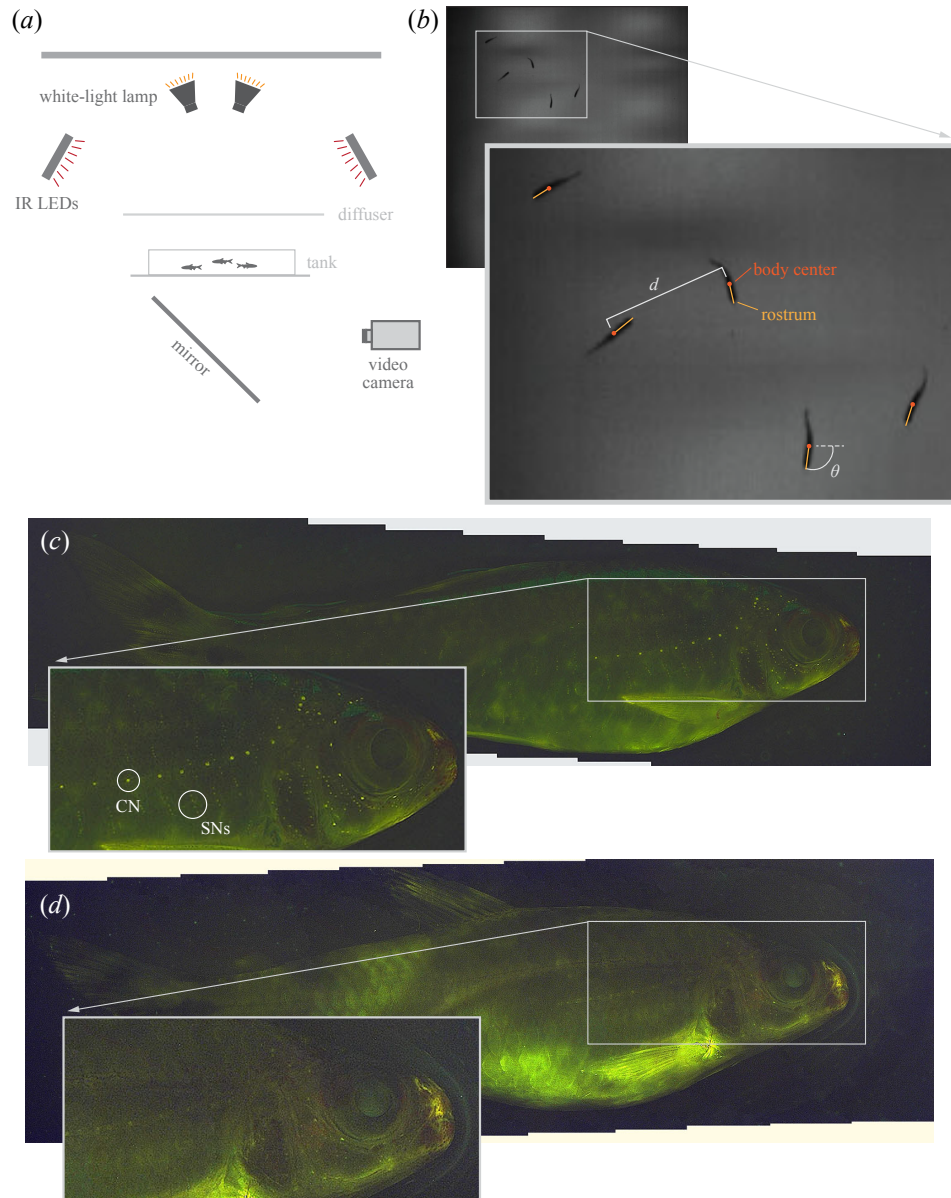 (a)
white-light lamp
IR LEDs
diffuser
tank
mirror
video
camera
(b)
d
body center
rostrum
θ
(c)
CN
SNs
(d)